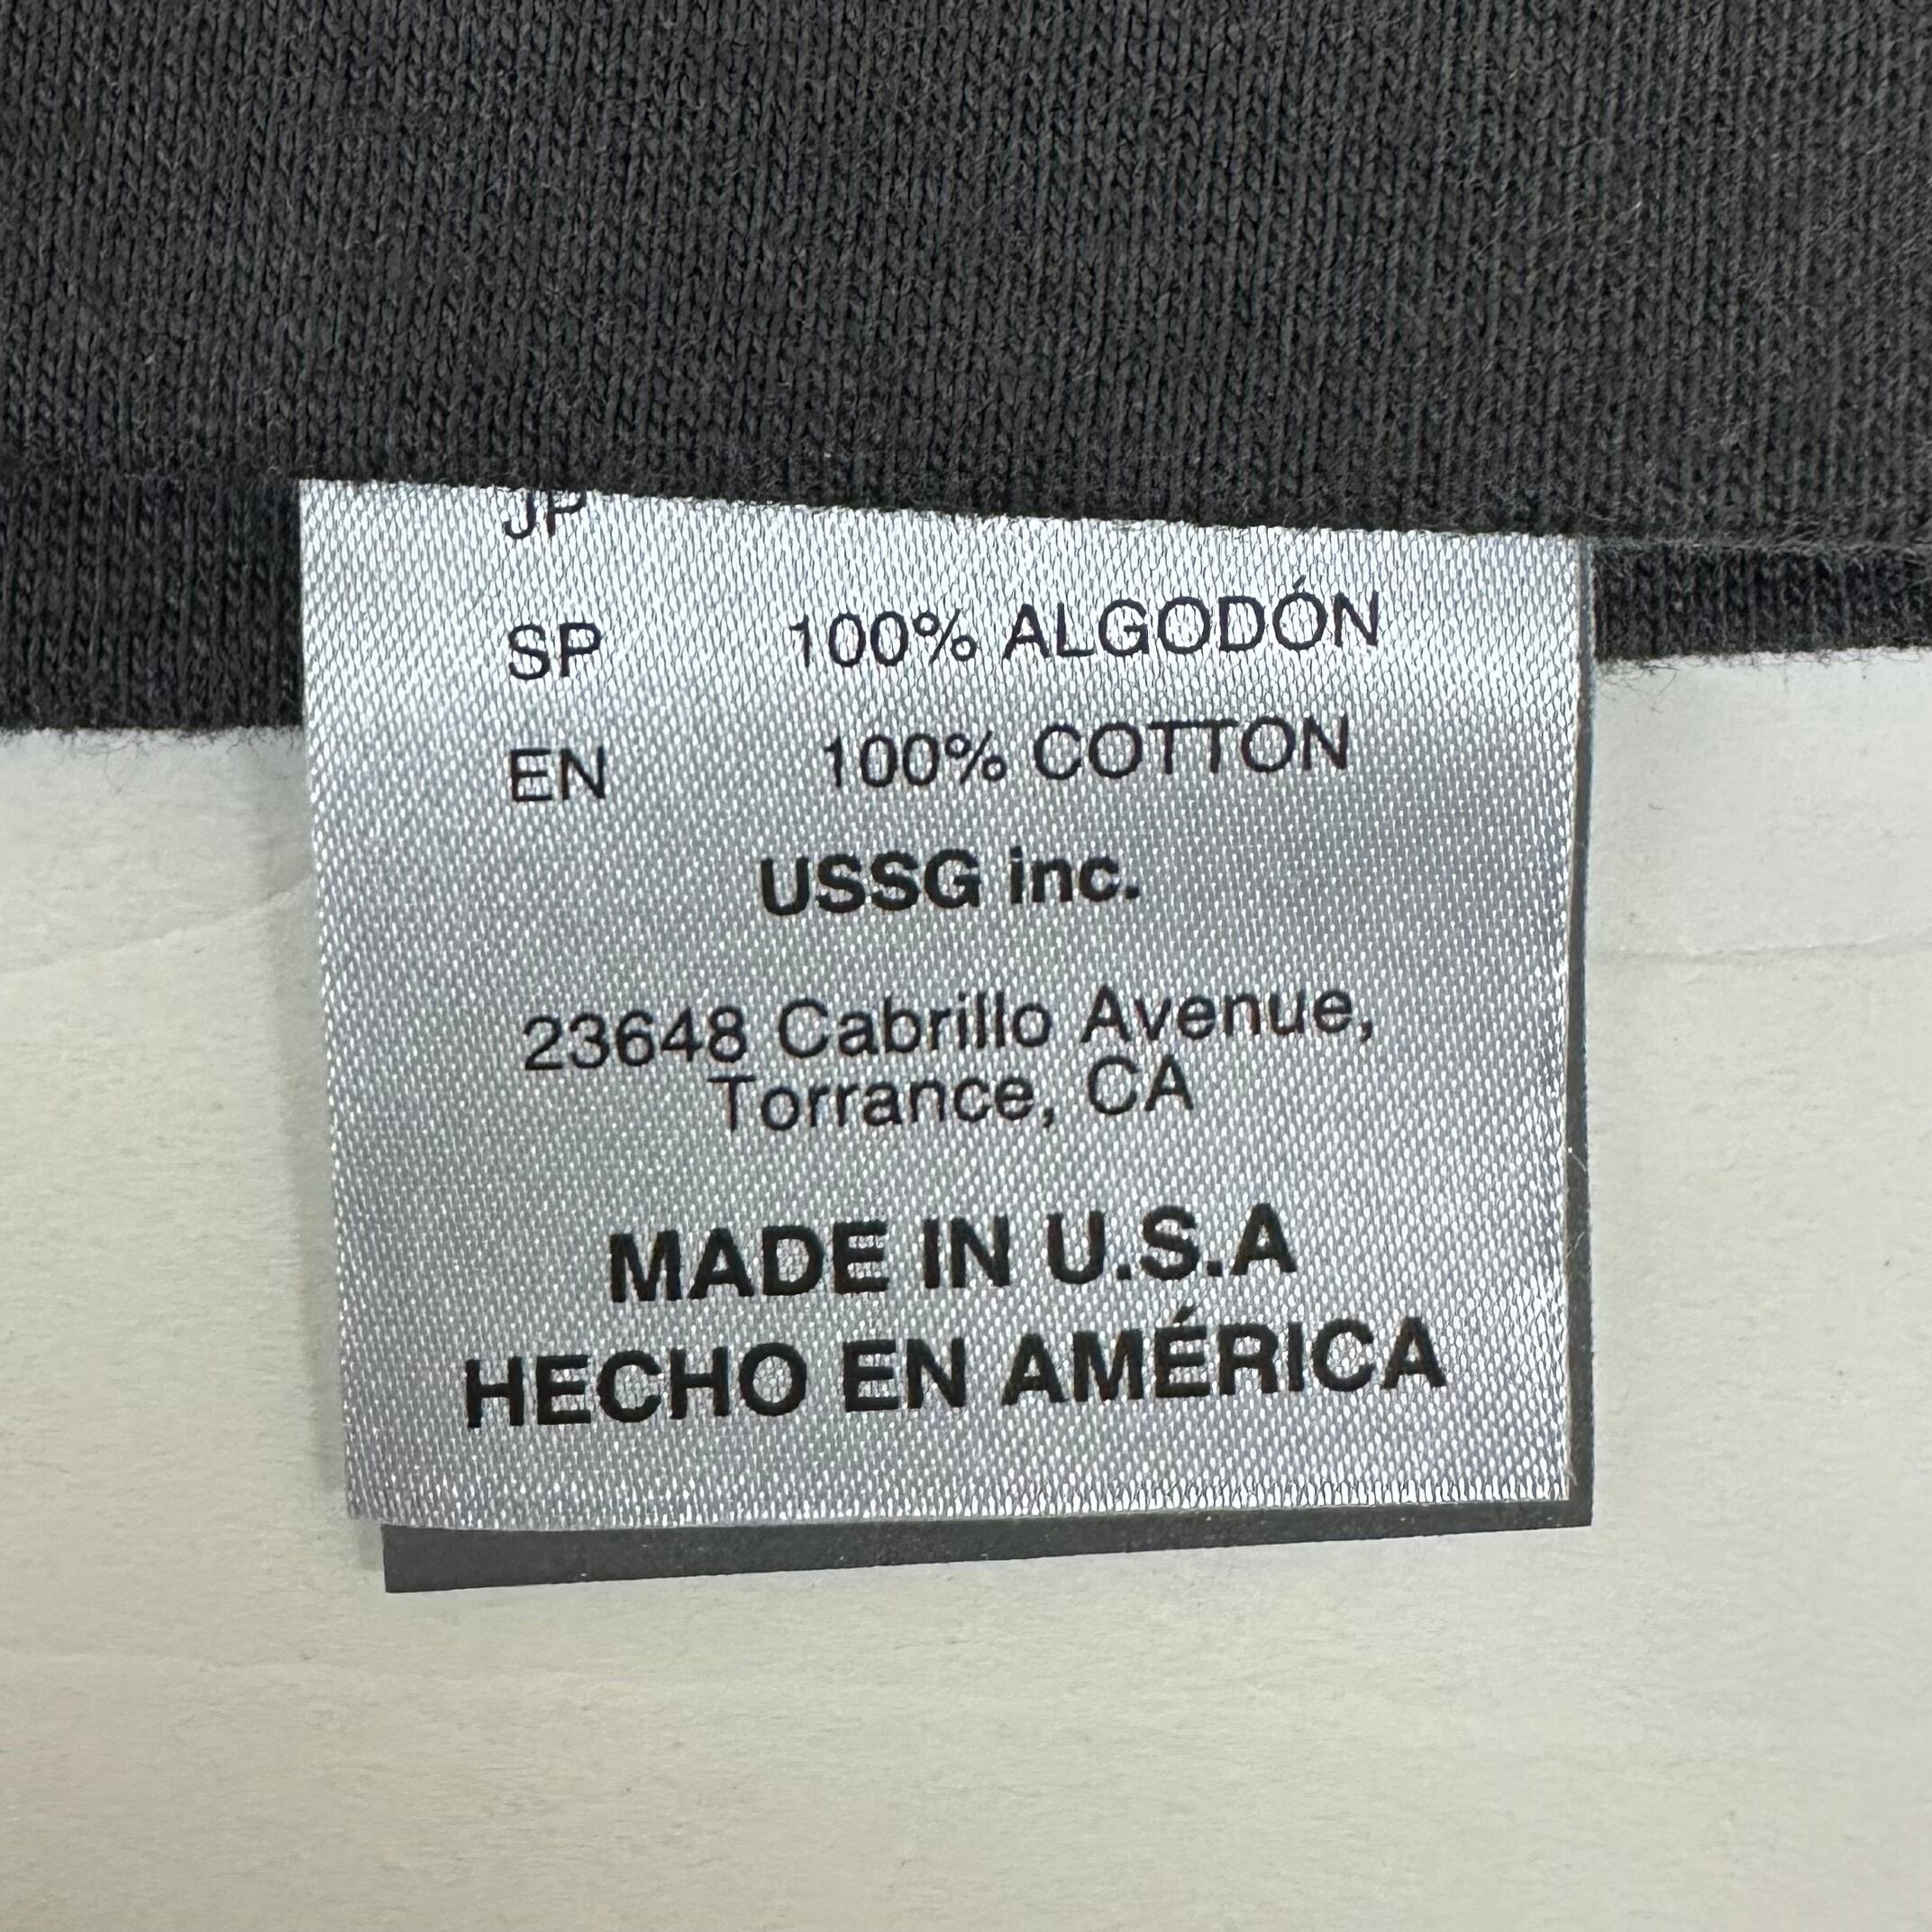 JP
SP 100% ALGODÓN
EN 100% COTTON
USSG inc.
23648 Cabrillo Avenue,
Torrance, CA
MADE IN U.S.A
HECHO EN AMÉRICA